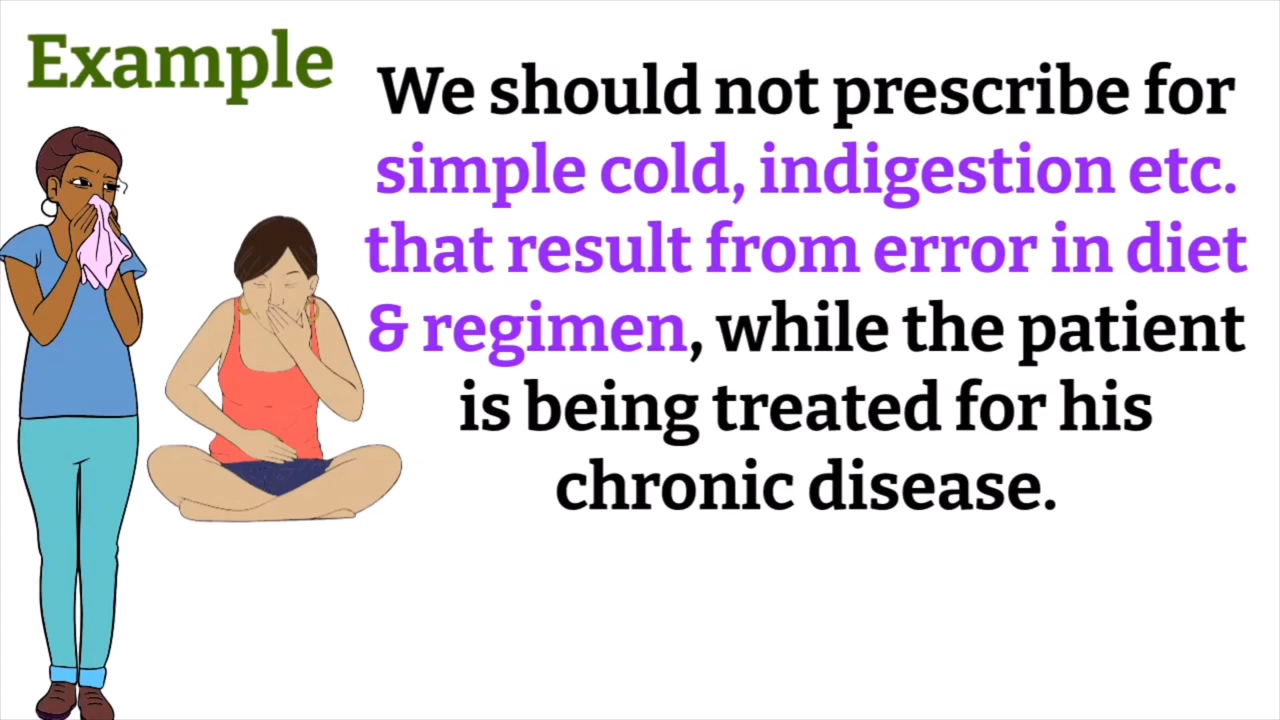 Example
We should not prescribe for
simple cold, indigestion etc.
that result from error in diet
& regimen, while the patient
is being treated for his
chronic disease.